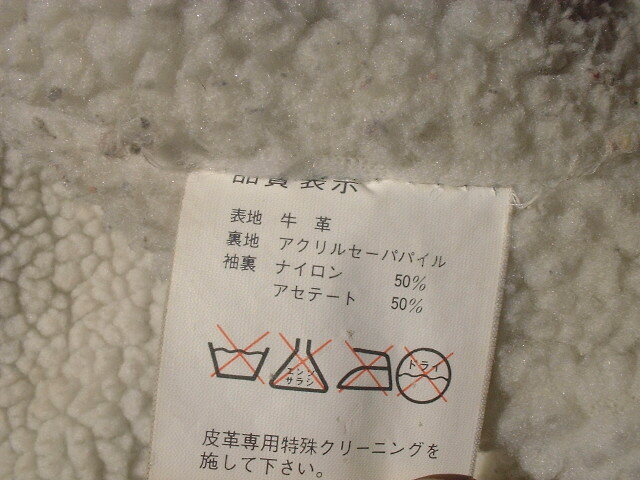 品質表示
表地 牛革
裏地 アクリルセーパパイル
袖裏 ナイロン 50%
アセテート 50%
エンソ
サラシ
ドライ
皮革専用特殊クリーニングを
施して下さい。